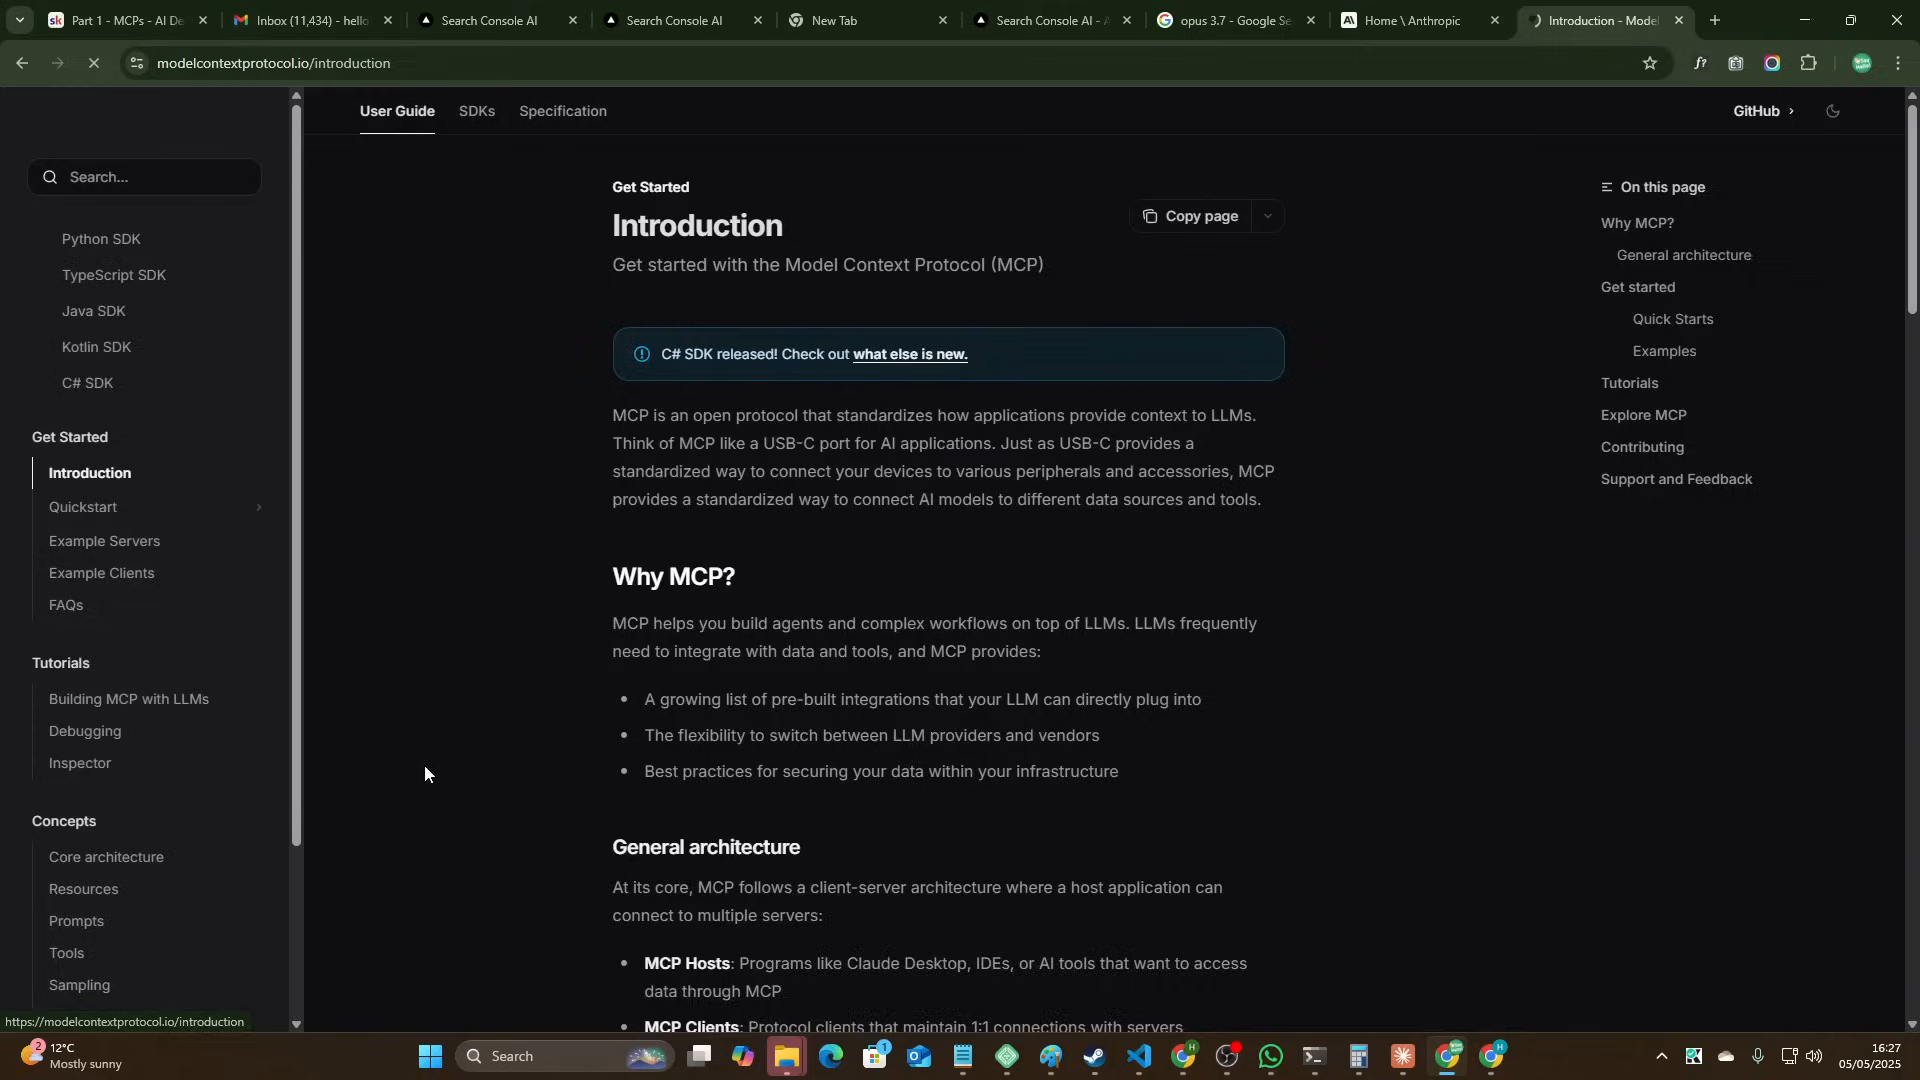 Part 1 - MCPs - AI De
Inbox (11,434) - hello
Search Console AI
Search Console AI
New Tab
Search Console AI - A
opus 3.7 - Google Se
Home \ Anthropic
Introduction - Model
modelcontextprotocol.io/introduction
User Guide
SDKs
Specification
GitHub
Search...
Python SDK
TypeScript SDK
Java SDK
Kotlin SDK
C# SDK
Get Started
Introduction
Quickstart
Example Servers
Example Clients
FAQs
Tutorials
Building MCP with LLMs
Debugging
Inspector
Concepts
Core architecture
Resources
Prompts
Tools
Sampling
https://modelcontextprotocol.io/introduction
Get Started
Introduction
Copy page
Get started with the Model Context Protocol (MCP)
C# SDK released! Check out what else is new.
MCP is an open protocol that standardizes how applications provide context to LLMs.
Think of MCP like a USB-C port for AI applications. Just as USB-C provides a
standardized way to connect your devices to various peripherals and accessories, MCP
provides a standardized way to connect AI models to different data sources and tools.
Why MCP?
MCP helps you build agents and complex workflows on top of LLMs. LLMs frequently
need to integrate with data and tools, and MCP provides:
• A growing list of pre-built integrations that your LLM can directly plug into
• The flexibility to switch between LLM providers and vendors
• Best practices for securing your data within your infrastructure
General architecture
At its core, MCP follows a client-server architecture where a host application can
connect to multiple servers:
• MCP Hosts: Programs like Claude Desktop, IDEs, or AI tools that want to access
data through MCP
• MCP Clients: Protocol clients that maintain 1:1 connections with servers
On this page
Why MCP?
General architecture
Get started
Quick Starts
Examples
Tutorials
Explore MCP
Contributing
Support and Feedback
2
12°C
Mostly sunny
Search
1
16:27
05/05/2025